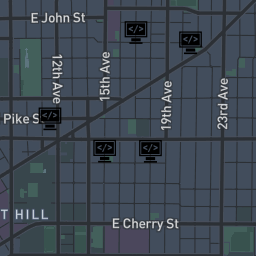 E John St
12th Ave
15th Ave
19th Ave
23rd Ave
Pike S
</>
</>
</>
</>
</>
T HILL
E Cherry St